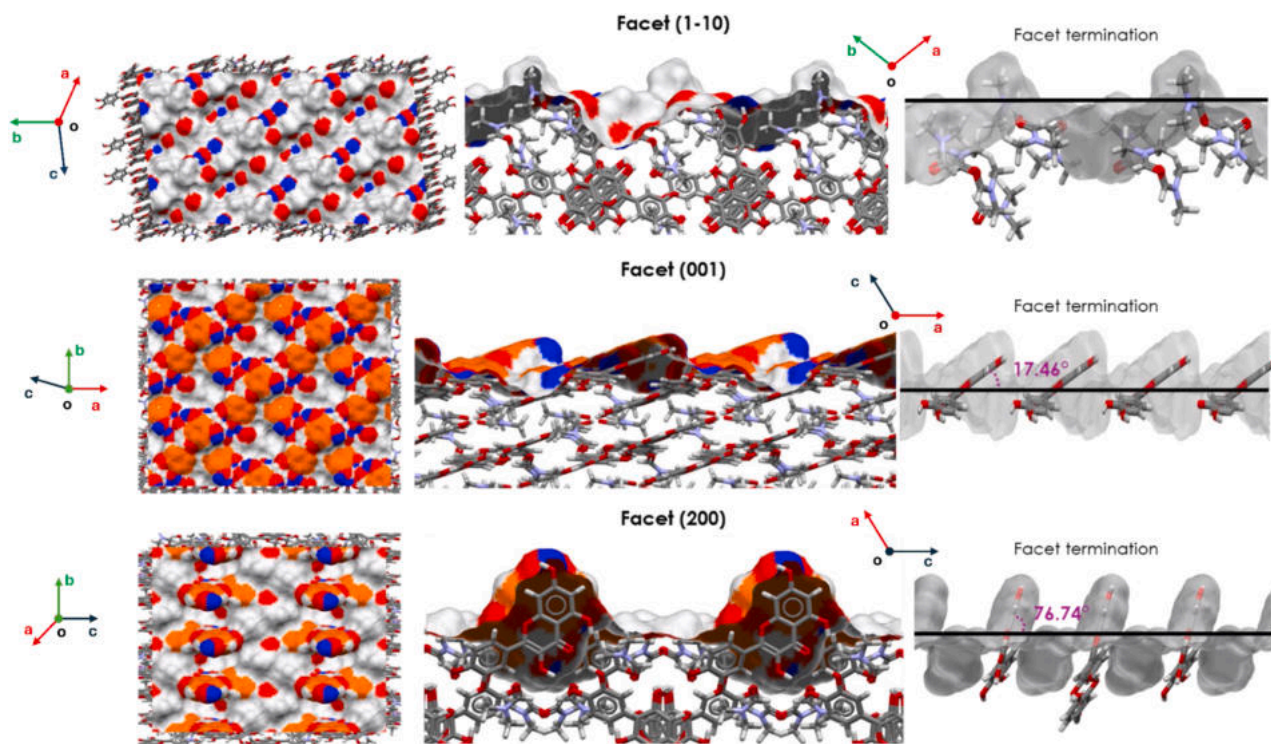 Facet (1-10)
a
b
o
c
b
a
o
Facet termination
Facet (001)
b
c
o
a
c
o
a
Facet termination
17.46°
Facet (200)
b
o
c
a
a
o
c
Facet termination
76.74°